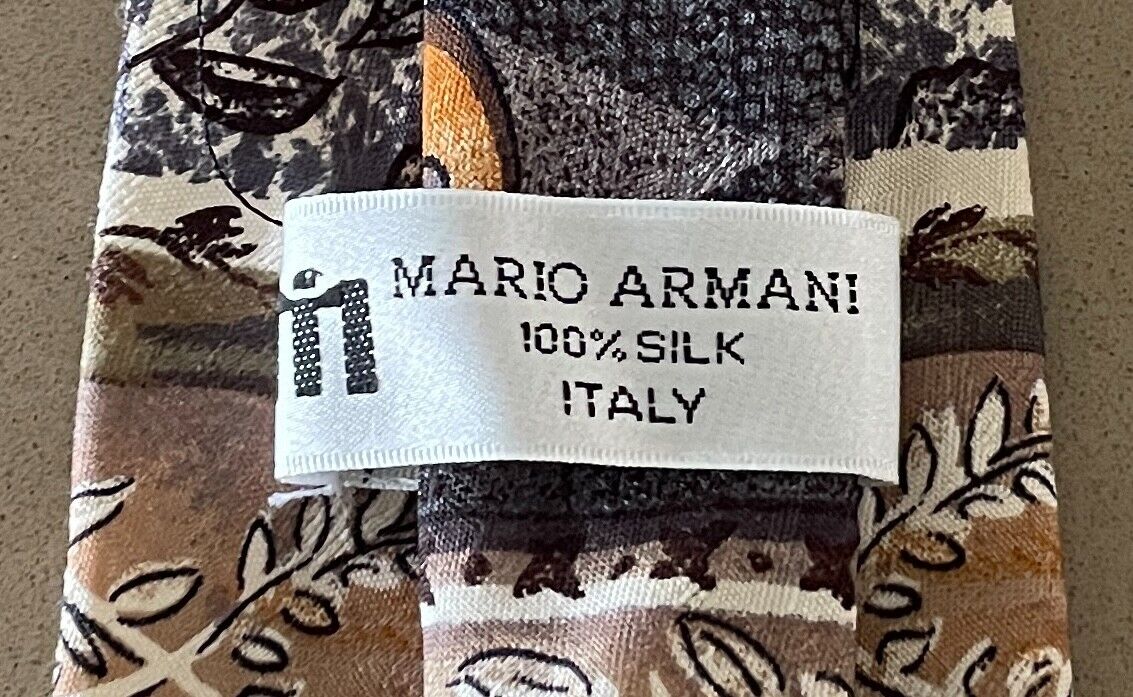 MARIO ARMANI
100% SILK
ITALY